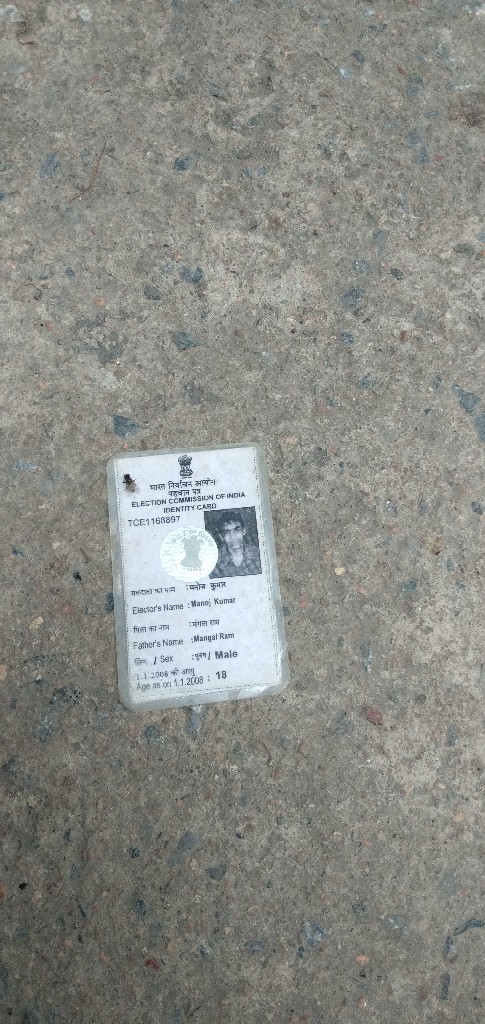 भारत निर्वाचन आयोग
पहचान पत्र
ELECTION COMMISSION OF INDIA
IDENTITY CARD
TCE1168897
मतदाता का नाम : मनोज कुमार
Elector's Name : Manoj Kumar
पिता का नाम : मंगल राम
Father's Name : Mangal Ram
लिंग / Sex : पुरुष / Male
1.1.2008 को आयु
Age as on 1.1.2008 : 18